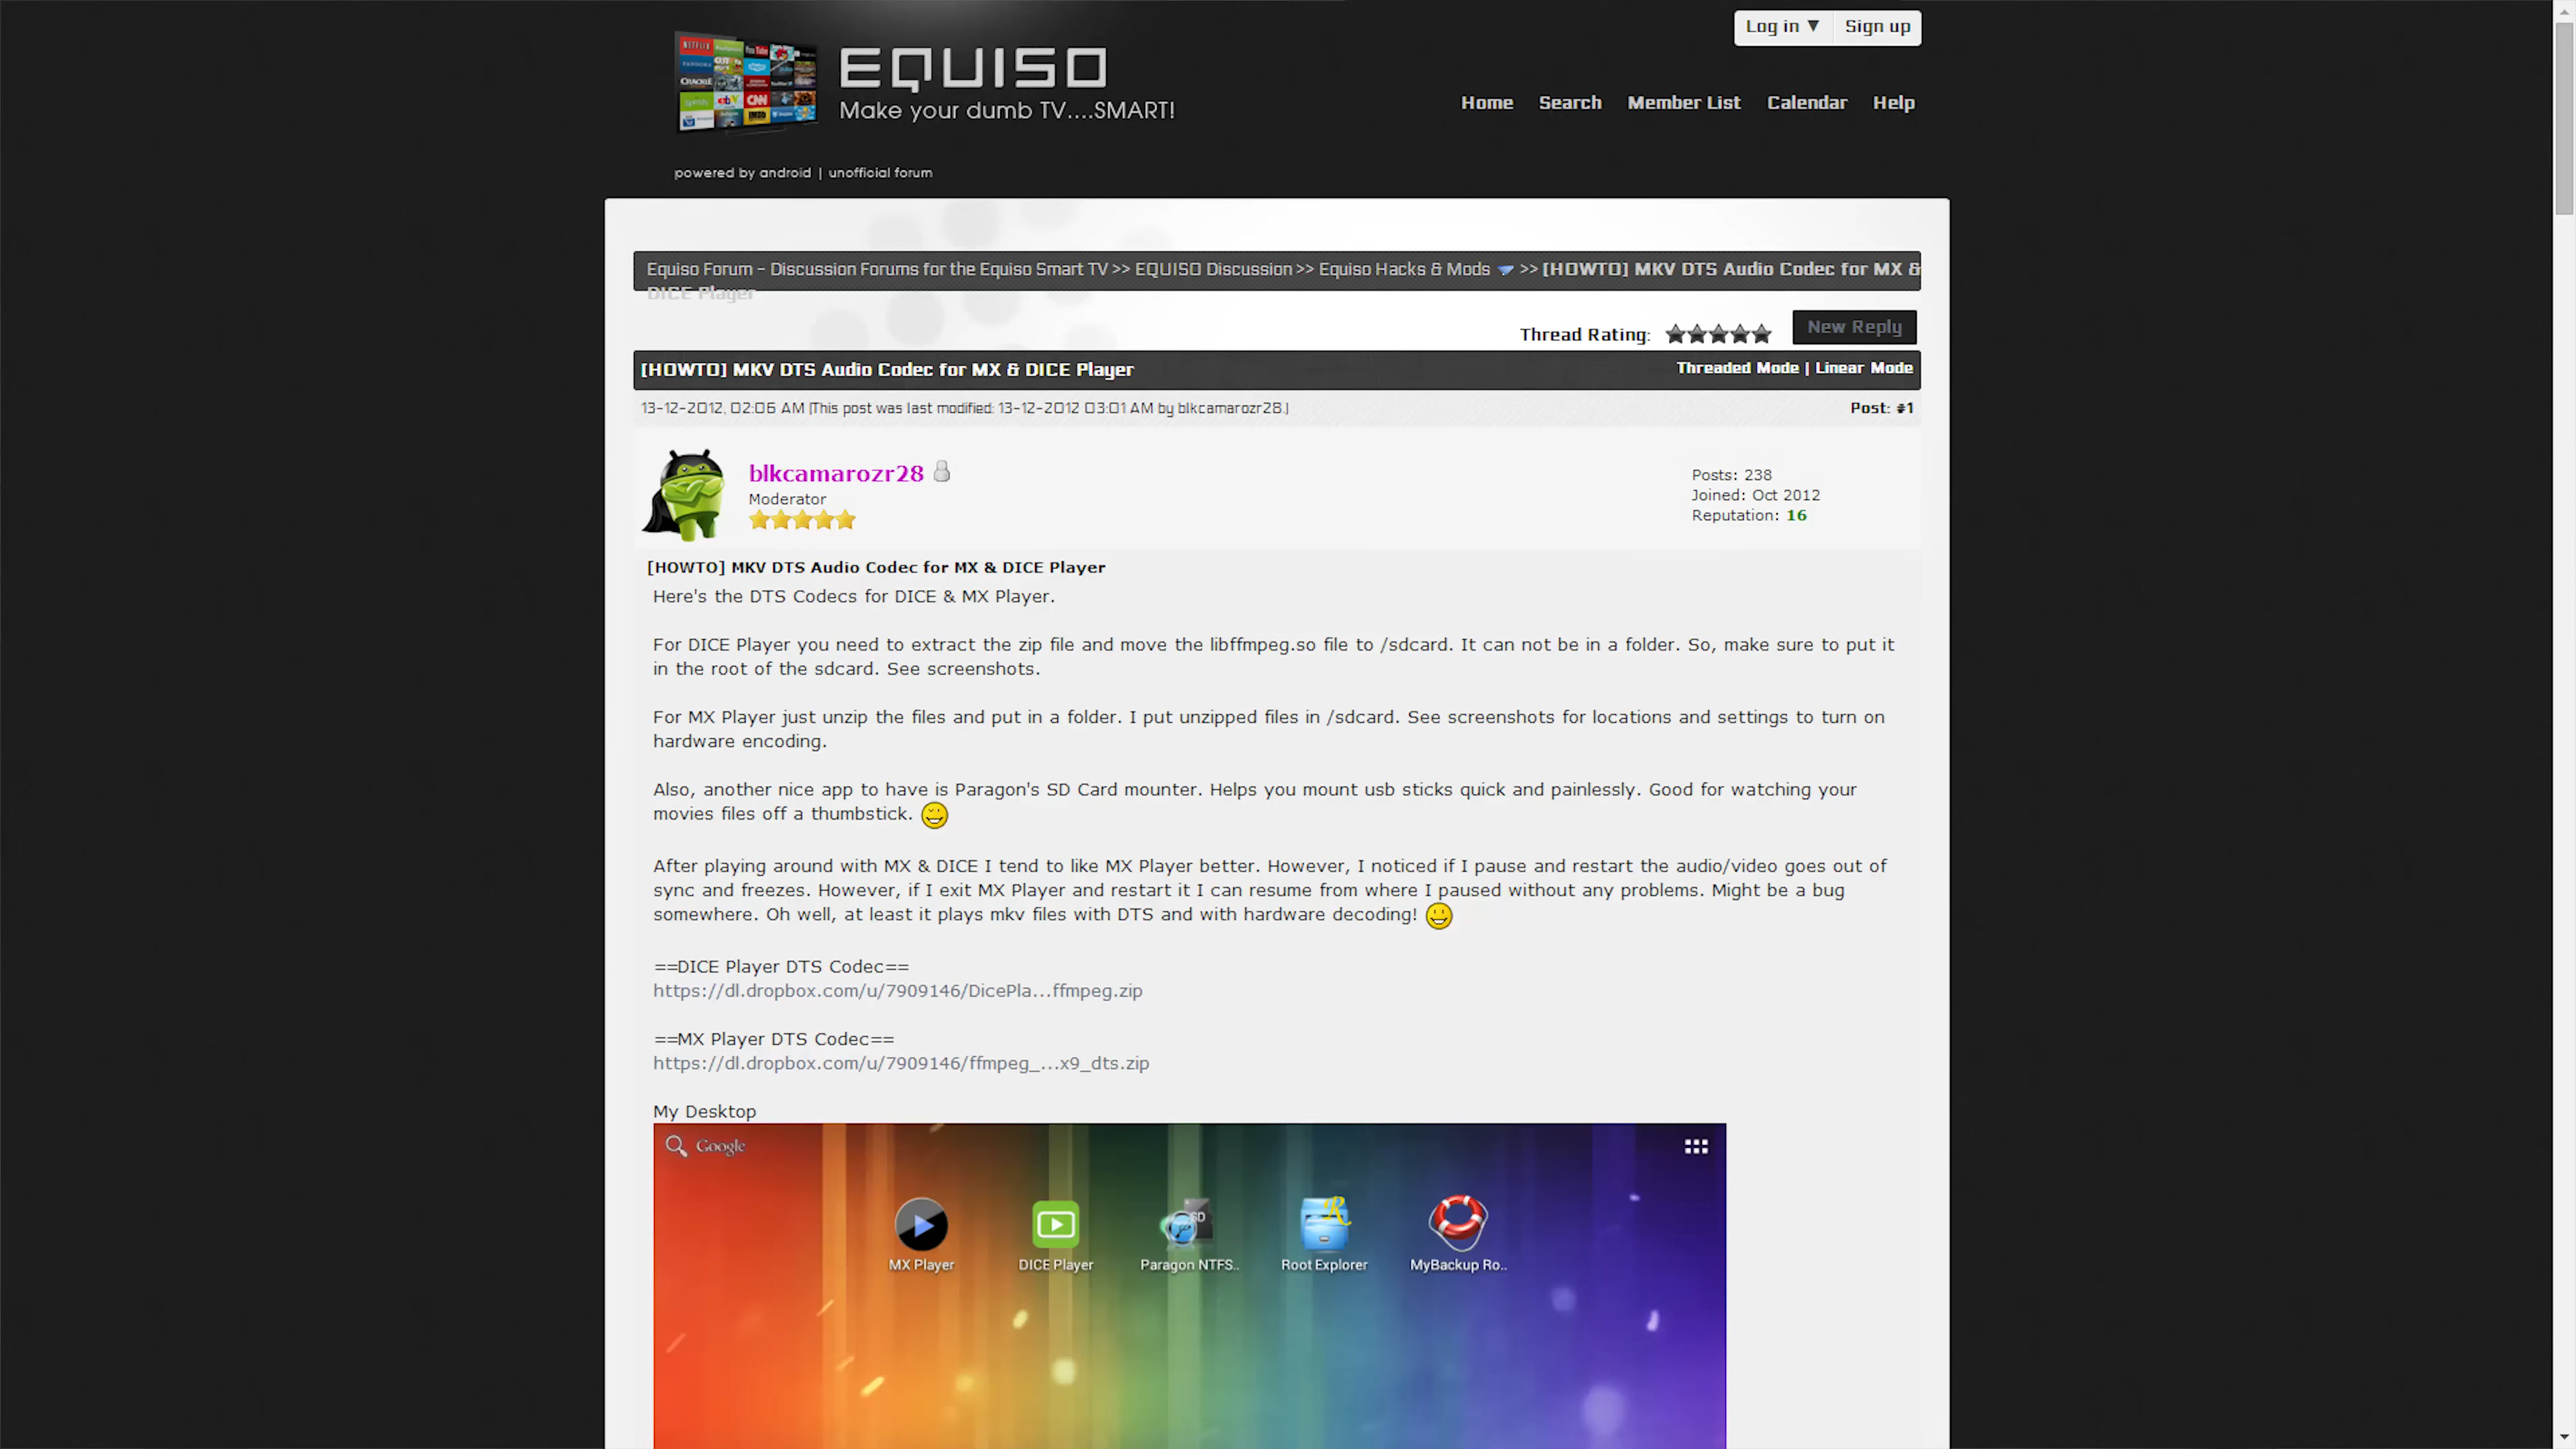 Log in ▼ Sign up
EQUISO
Make your dumb TV....SMART!
Home Search Member List Calendar Help
powered by android | unofficial forum
Equiso Forum - Discussion Forums for the Equiso Smart TV >> EQUISO Discussion >> Equiso Hacks & Mods >> [HOWTO] MKV DTS Audio Codec for MX &
DICE Player
Thread Rating: New Reply
[HOWTO] MKV DTS Audio Codec for MX & DICE Player Threaded Mode | Linear Mode
13-12-2012, 02:06 AM (This post was last modified: 13-12-2012 03:01 AM by blkcamarozr28.) Post: #1
blkcamarozr28
Moderator
Posts: 238
Joined: Oct 2012
Reputation: 16
[HOWTO] MKV DTS Audio Codec for MX & DICE Player
Here's the DTS Codecs for DICE & MX Player.
For DICE Player you need to extract the zip file and move the libffmpeg.so file to /sdcard. It can not be in a folder. So, make sure to put it
in the root of the sdcard. See screenshots.
For MX Player just unzip the files and put in a folder. I put unzipped files in /sdcard. See screenshots for locations and settings to turn on
hardware encoding.
Also, another nice app to have is Paragon's SD Card mounter. Helps you mount usb sticks quick and painlessly. Good for watching your
movies files off a thumbstick.
After playing around with MX & DICE I tend to like MX Player better. However, I noticed if I pause and restart the audio/video goes out of
sync and freezes. However, if I exit MX Player and restart it I can resume from where I paused without any problems. Might be a bug
somewhere. Oh well, at least it plays mkv files with DTS and with hardware decoding!
==DICE Player DTS Codec==
https://dl.dropbox.com/u/7909146/DicePla...ffmpeg.zip
==MX Player DTS Codec==
https://dl.dropbox.com/u/7909146/ffmpeg_...x9_dts.zip
My Desktop
Google
SD R
MX Player DICE Player Paragon NTFS.. Root Explorer MyBackup Ro..